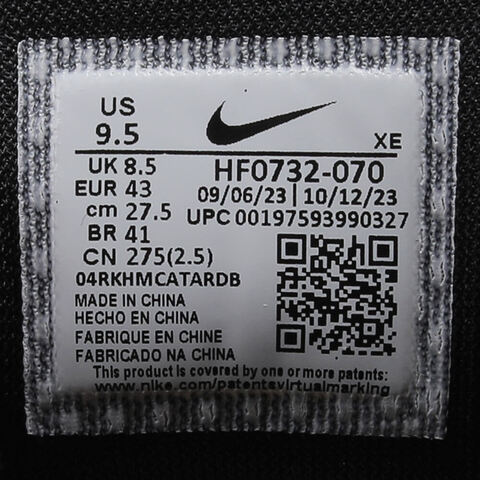 US
9.5
XE
UK 8.5
EUR 43
cm 27.5
BR 41
CN 275(2.5)
HF0732-070
09/06/23 | 10/12/23
UPC 00197593990327
04RKHMCATARDB
MADE IN CHINA
HECHO EN CHINA
FABRIQUE EN CHINE
FABRICADO NA CHINA
This product is covered by one or more patents:
www.nike.com/patentsvirtualmarking